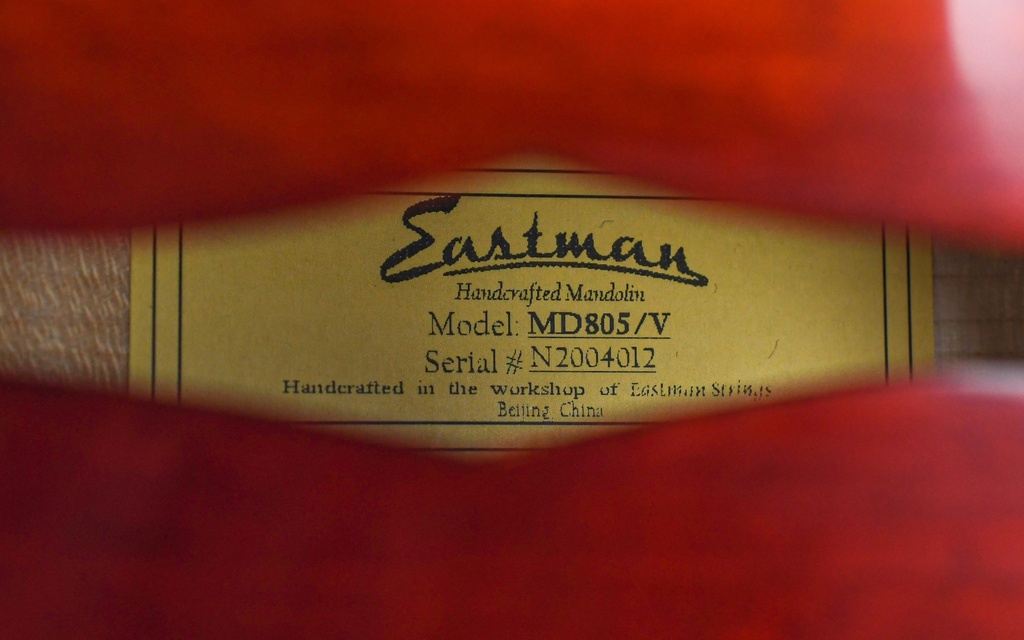 Eastman
Handcrafted Mandolin
Model: MD805/V
Serial # N2004012
Handcrafted in the workshop of Eastman Strings
Beijing, China